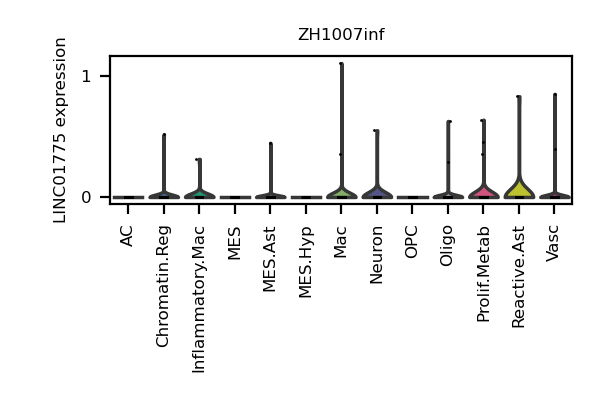 ZH1007inf
LINC01775 expression
1
0
AC
Chromatin.Reg
Inflammatory.Mac
MES
MES.Ast
MES.Hyp
Mac
Neuron
OPC
Oligo
Prolif.Metab
Reactive.Ast
Vasc